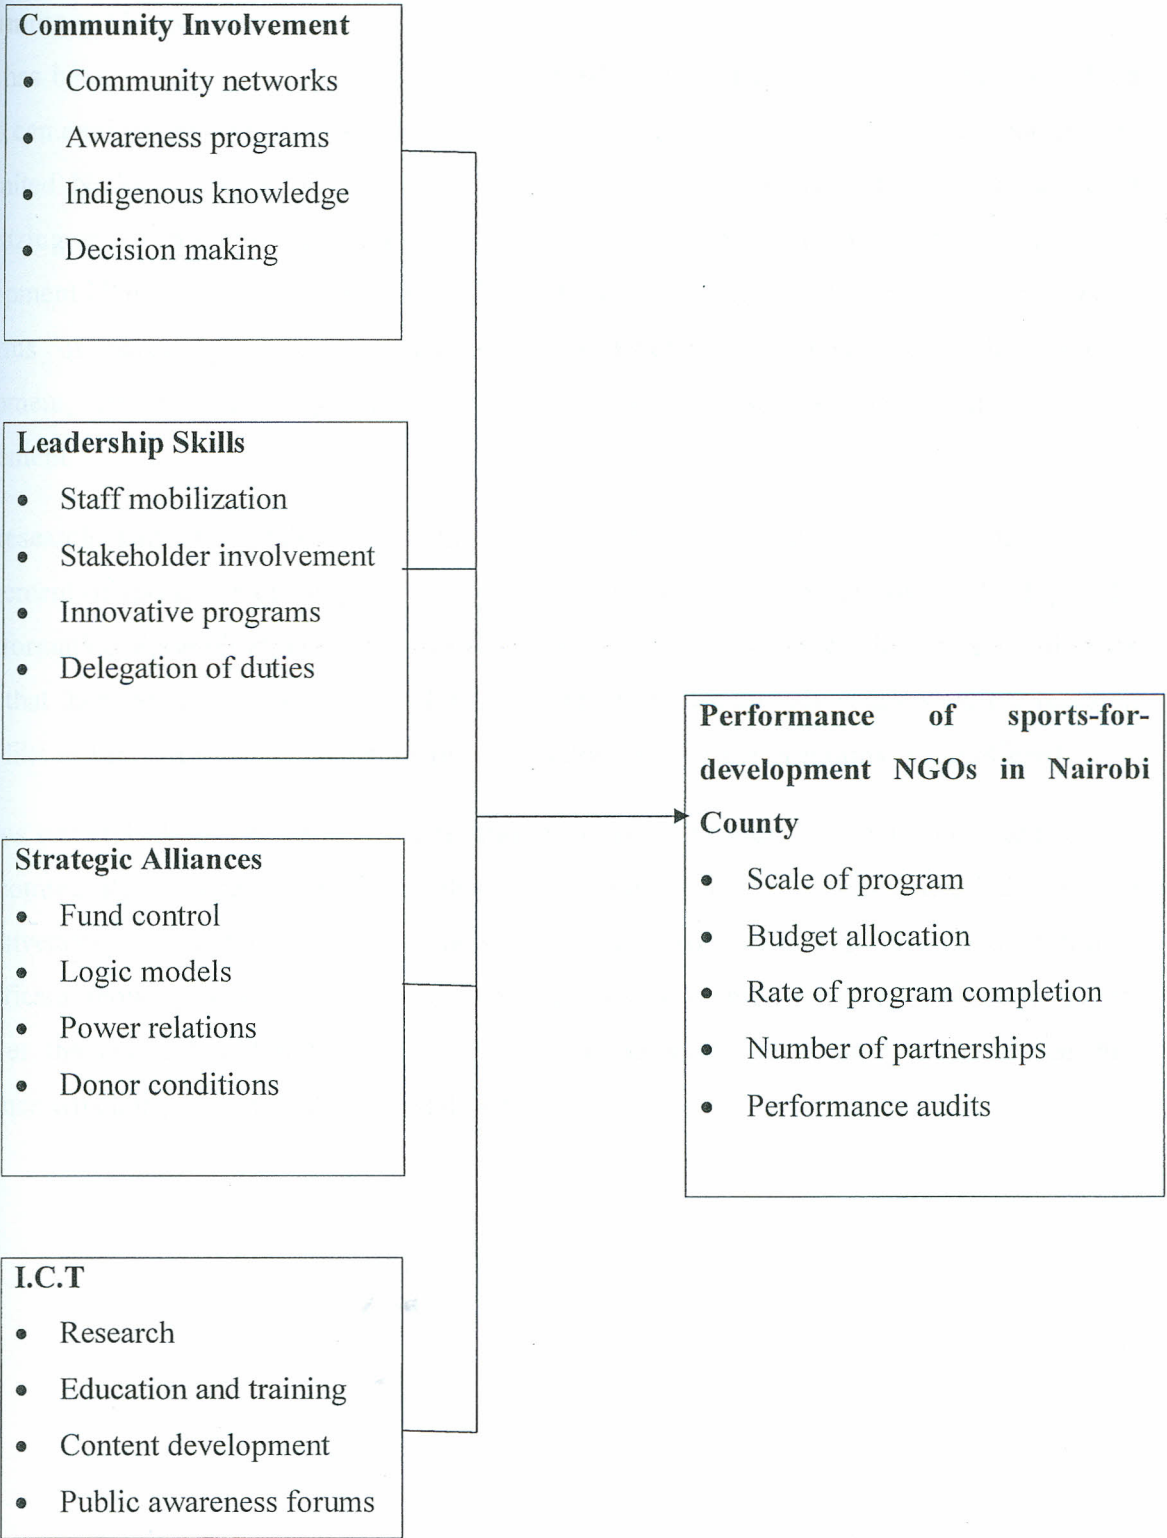 Community Involvement
• Community networks
• Awareness programs
• Indigenous knowledge
• Decision making
Leadership Skills
• Staff mobilization
• Stakeholder involvement
• Innovative programs
• Delegation of duties
Strategic Alliances
• Fund control
• Logic models
• Power relations
• Donor conditions
I.C.T
• Research
• Education and training
• Content development
• Public awareness forums
Performance of sports-for-
development NGOs in Nairobi
County
• Scale of program
• Budget allocation
• Rate of program completion
• Number of partnerships
• Performance audits